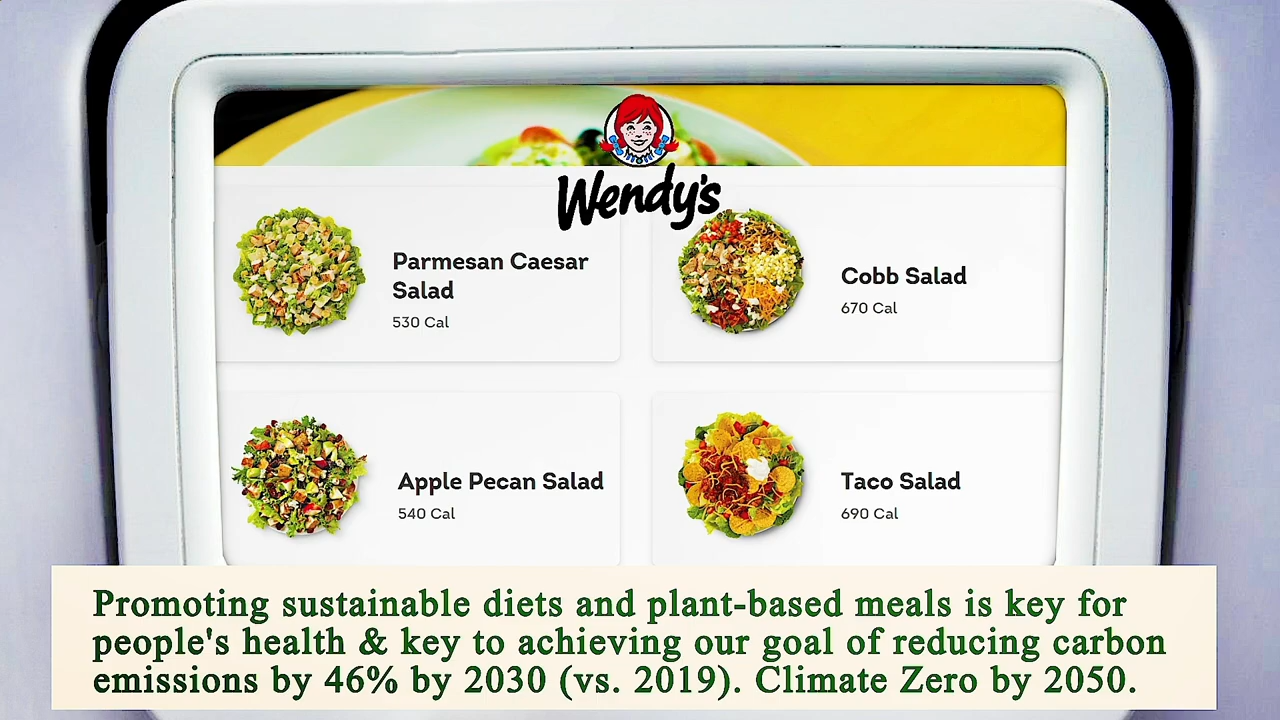 Wendy's
Parmesan Caesar
Salad
530 Cal
Cobb Salad
670 Cal
Apple Pecan Salad
540 Cal
Taco Salad
690 Cal
Promoting sustainable diets and plant-based meals is key for
people's health & key to achieving our goal of reducing carbon
emissions by 46% by 2030 (vs. 2019). Climate Zero by 2050.